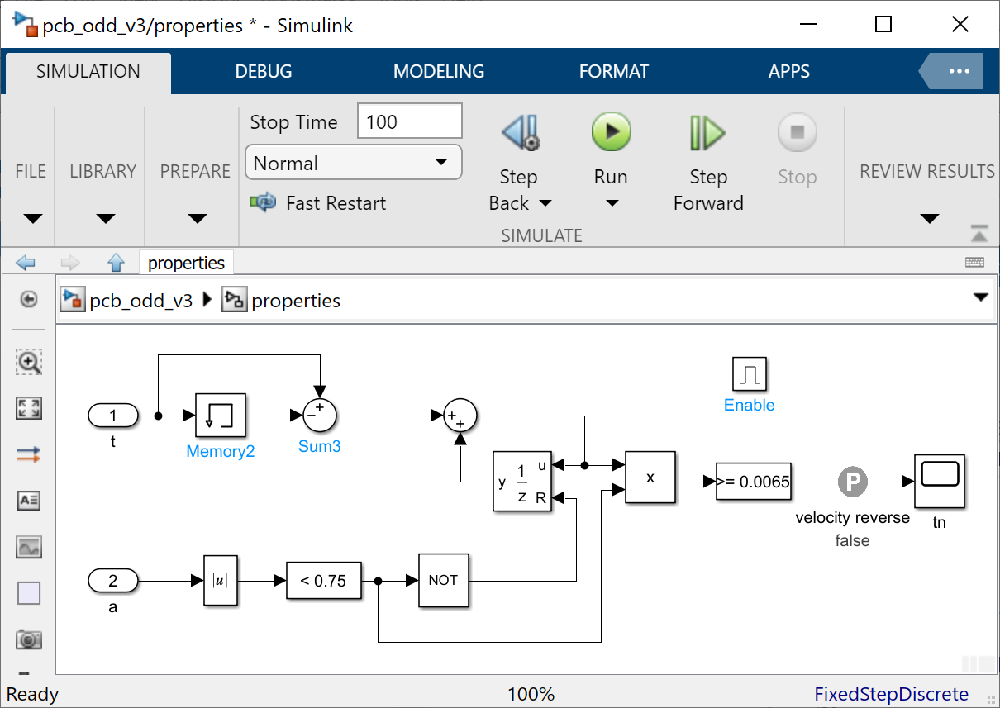 pcb_odd_v3/properties * - Simulink
SIMULATION DEBUG MODELING FORMAT APPS
Stop Time 100
Normal
Fast Restart
FILE LIBRARY PREPARE
Step Back
Run
Step Forward
Stop
REVIEW RESULTS
SIMULATE
properties
pcb_odd_v3 properties
Enable
1
t
Memory2
− +
Sum3
+ +
y 1/z u R
x
>= 0.0065
P
velocity reverse
false
tn
2
a
|u|
< 0.75
NOT
Ready 100% FixedStepDiscrete